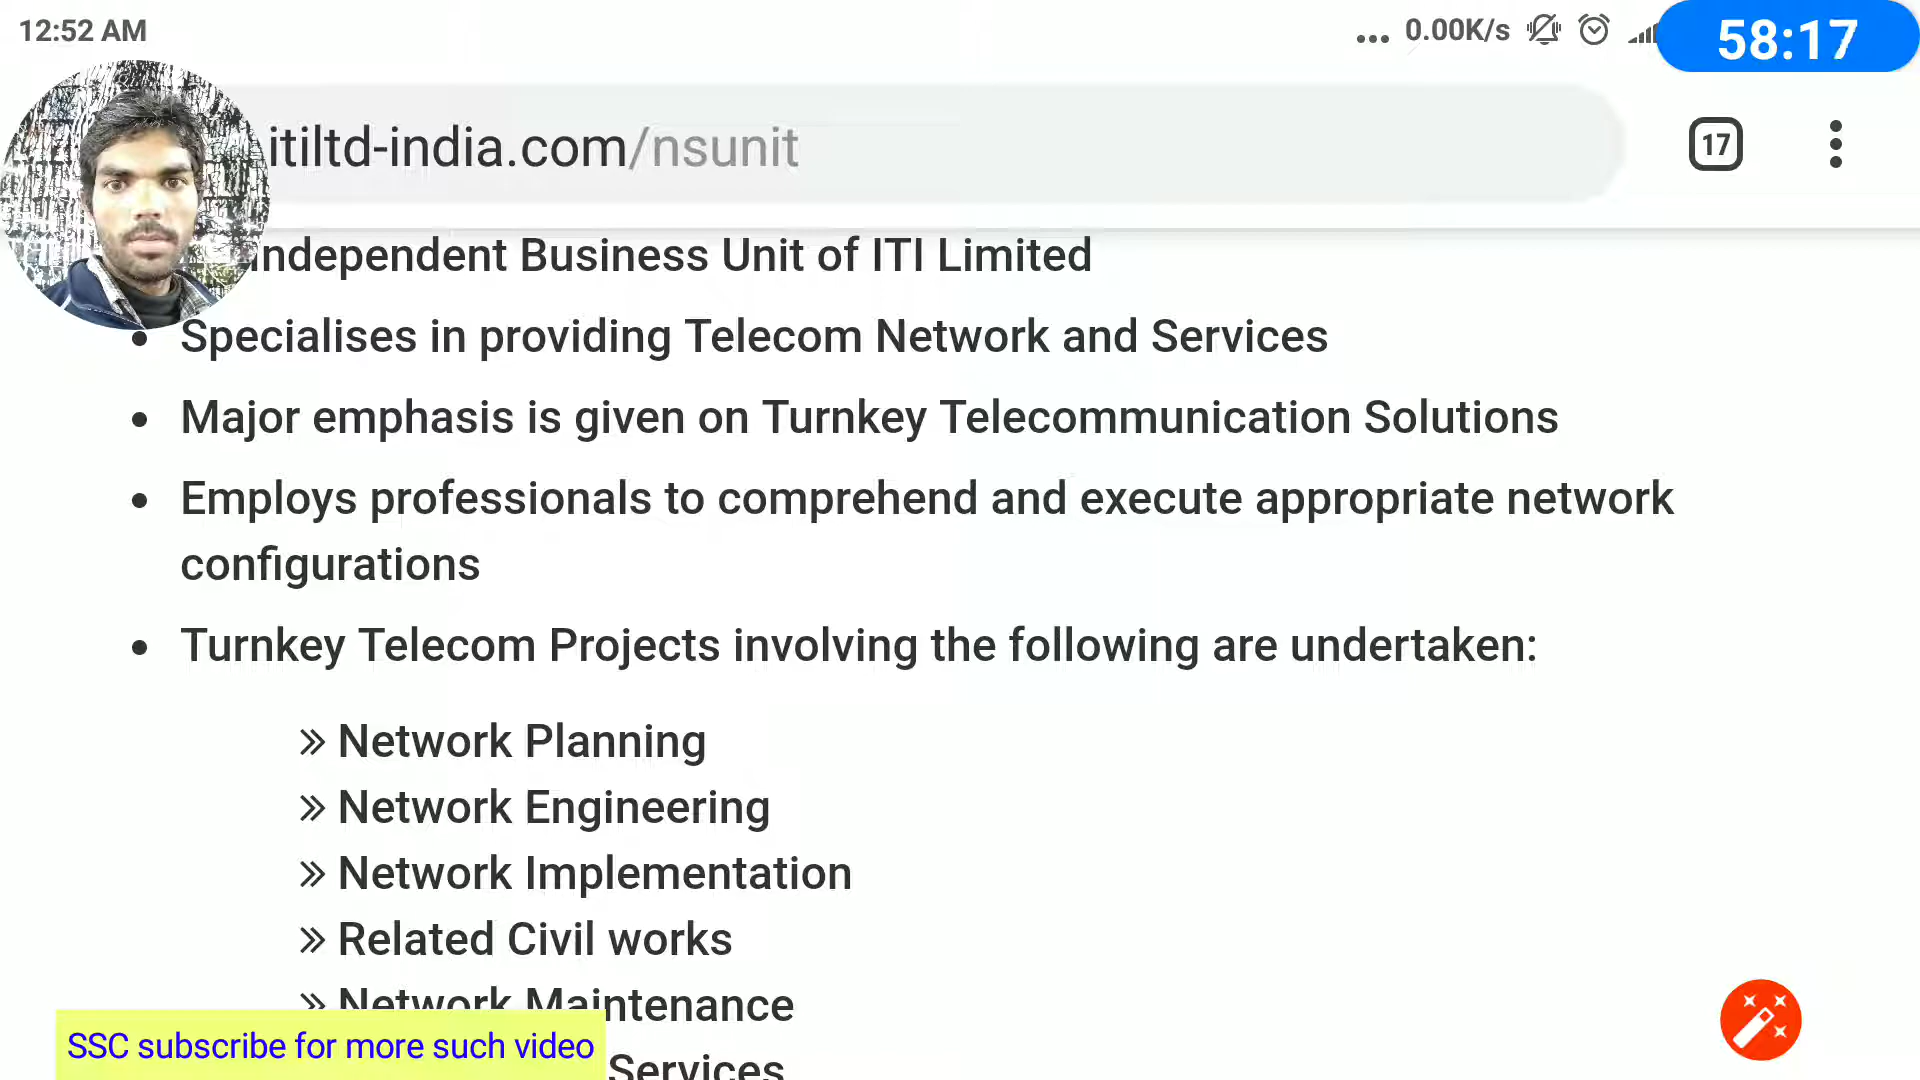 12:52 AM
... 0.00K/s
58:17
itiltd-india.com/nsunit
17
Independent Business Unit of ITI Limited
• Specialises in providing Telecom Network and Services
• Major emphasis is given on Turnkey Telecommunication Solutions
• Employs professionals to comprehend and execute appropriate network
configurations
• Turnkey Telecom Projects involving the following are undertaken:
» Network Planning
» Network Engineering
» Network Implementation
» Related Civil works
» Network Maintenance
SSC subscribe for more such video
Services